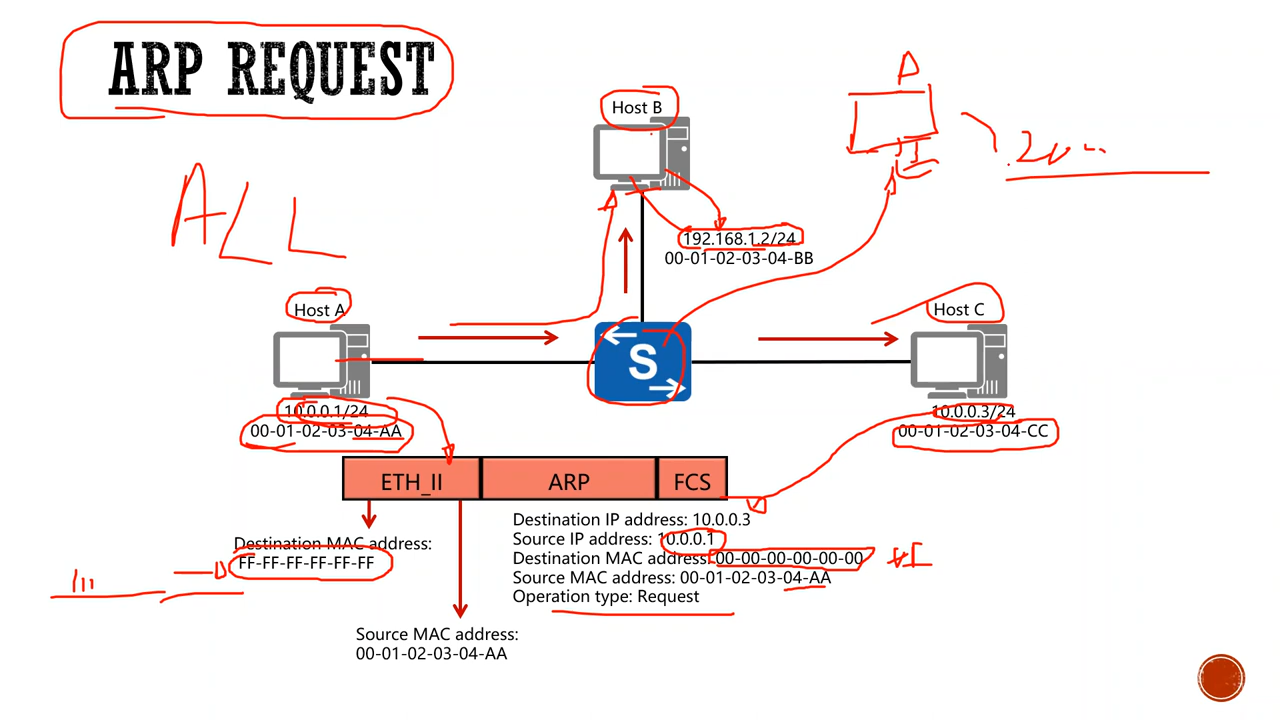 ARP REQUEST
A
Host B
20
ALL
192.168.1.2/24
00-01-02-03-04-BB
Host A
Host C
S
10.0.0.1/24
00-01-02-03-04-AA
10.0.0.3/24
00-01-02-03-04-CC
ETH_II
ARP
FCS
Destination IP address: 10.0.0.3
Source IP address: 10.0.0.1
Destination MAC address: 00-00-00-00-00-00
Source MAC address: 00-01-02-03-04-AA
Operation type: Request
Destination MAC address:
FF-FF-FF-FF-FF-FF
Source MAC address:
00-01-02-03-04-AA